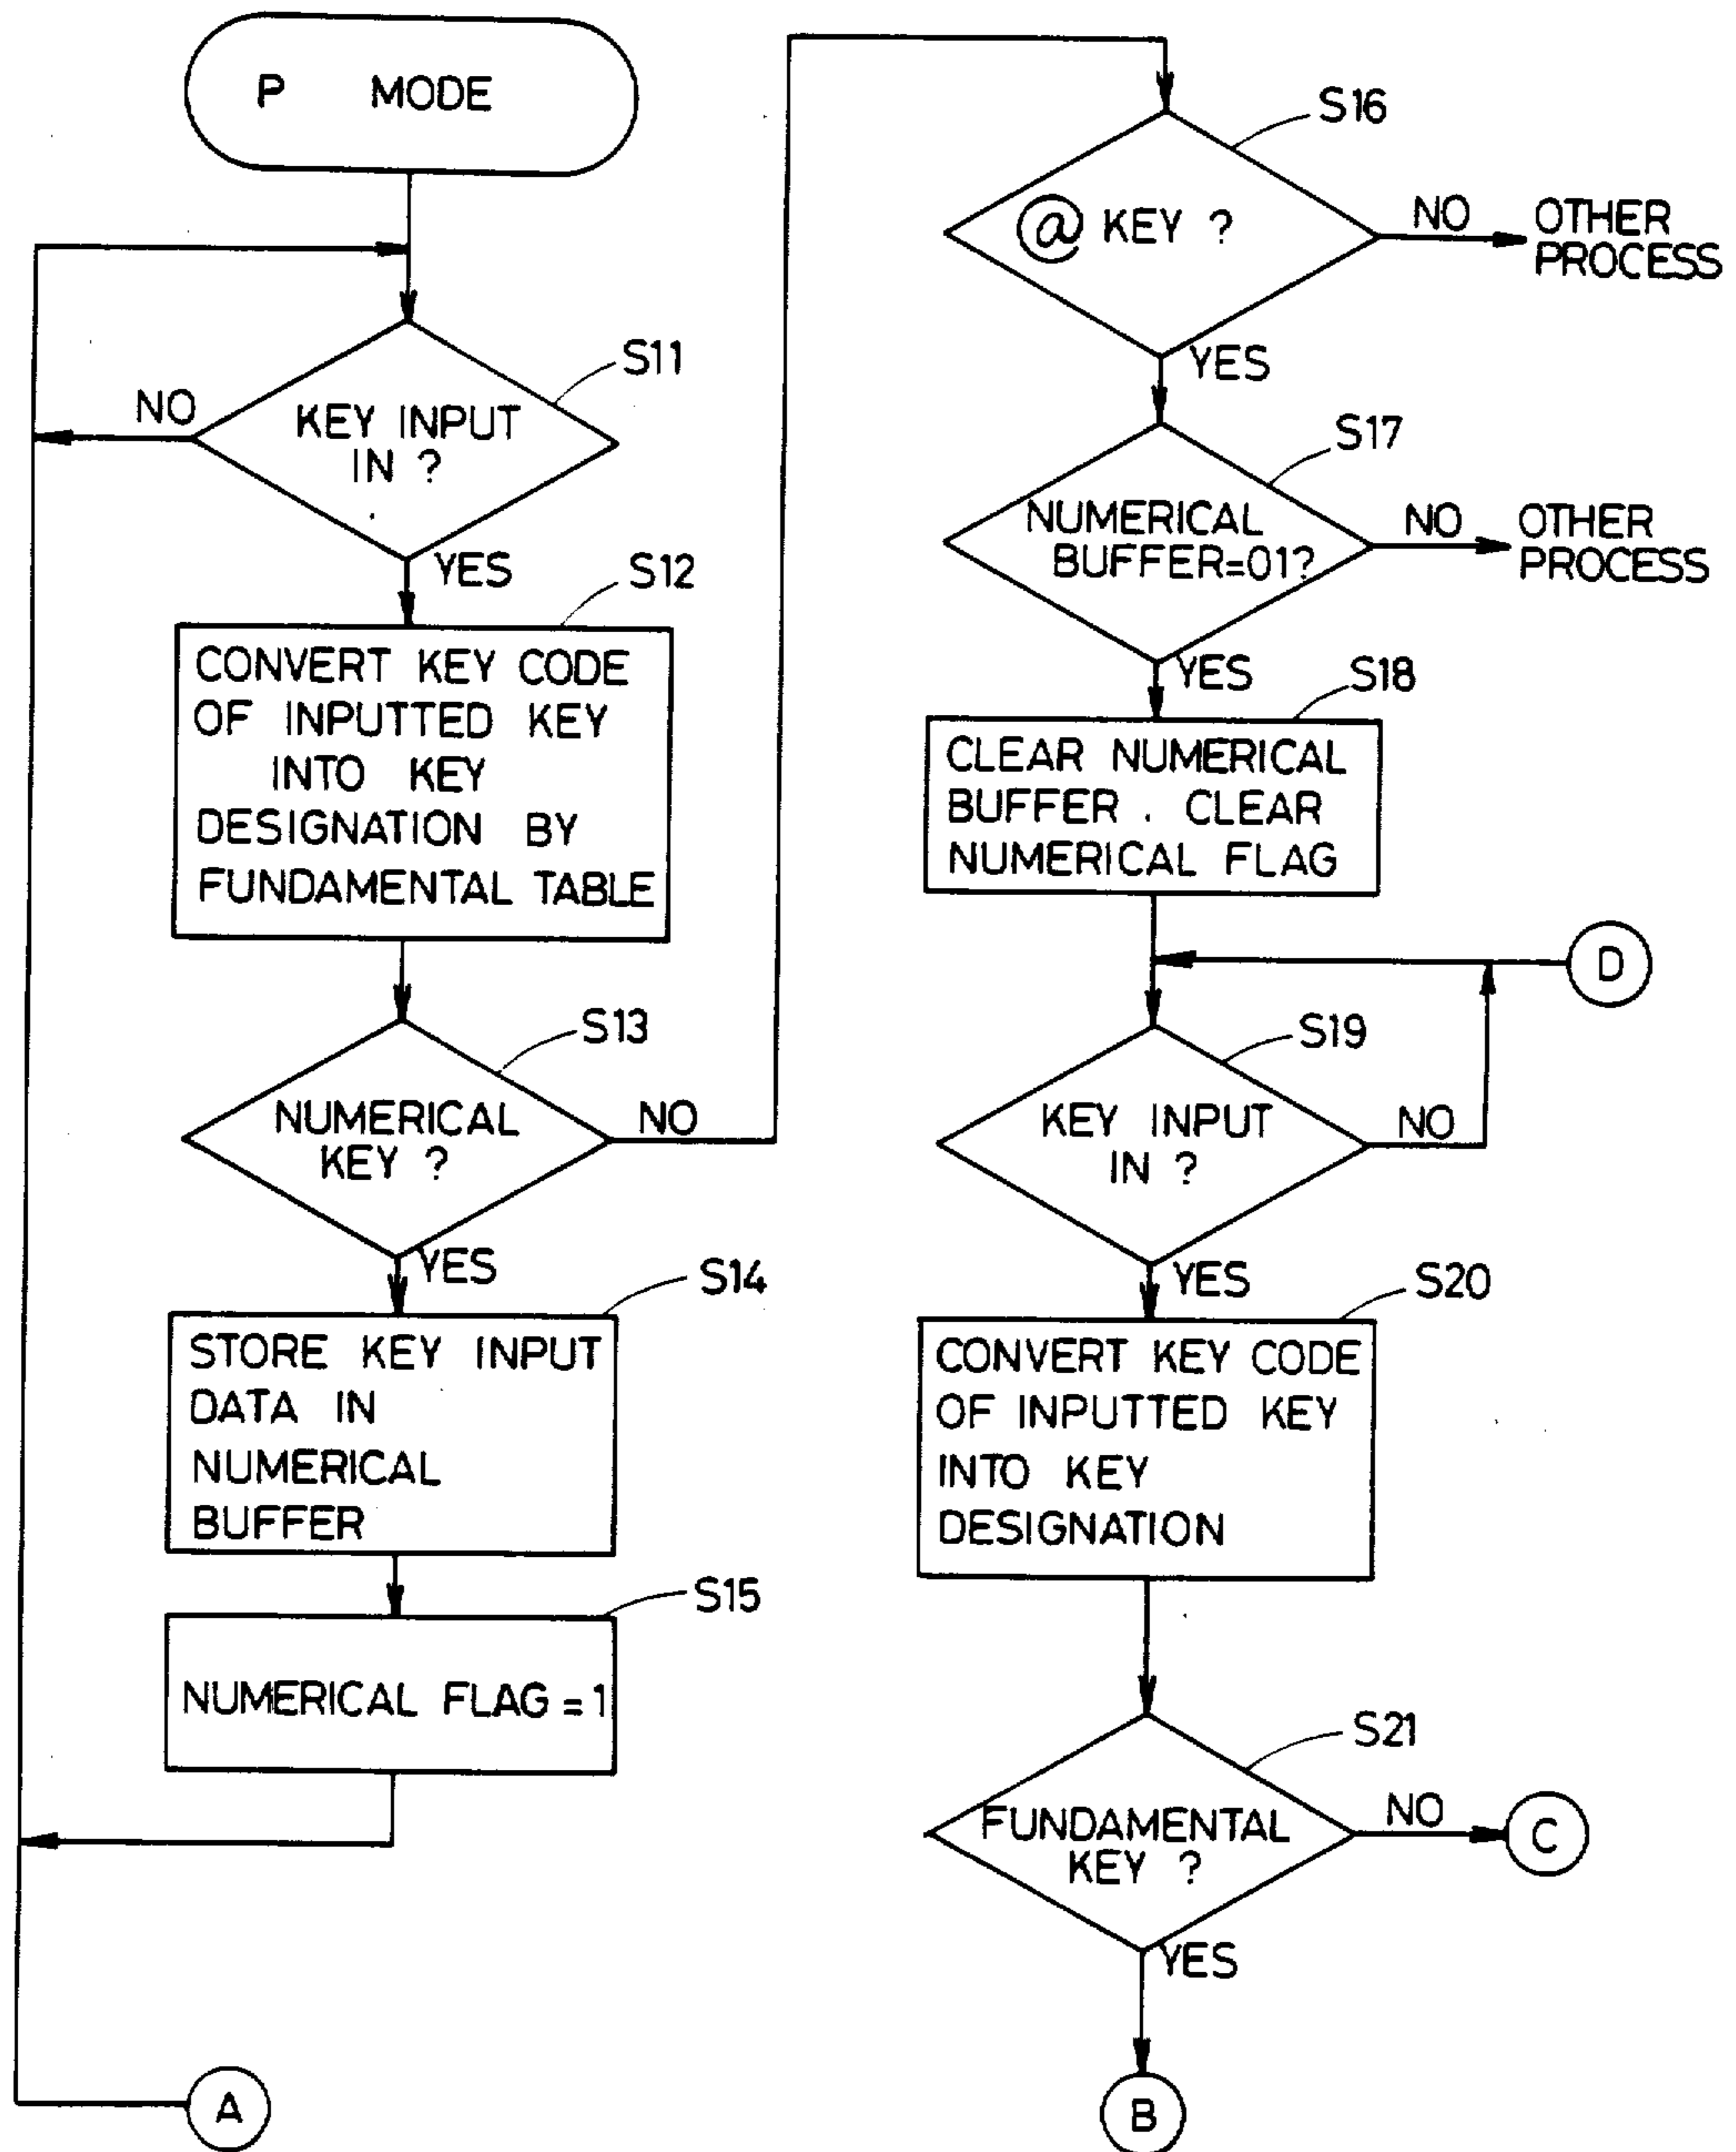 P MODE
S11
NO
KEY INPUT
IN ?
YES
S12
CONVERT KEY CODE
OF INPUTTED KEY
INTO KEY
DESIGNATION BY
FUNDAMENTAL TABLE
S13
NUMERICAL
KEY ?
NO
YES
S14
STORE KEY INPUT
DATA IN
NUMERICAL
BUFFER
S15
NUMERICAL FLAG = 1
A
S16
@ KEY ?
NO
OTHER
PROCESS
YES
S17
NUMERICAL
BUFFER=01?
NO
OTHER
PROCESS
YES
S18
CLEAR NUMERICAL
BUFFER . CLEAR
NUMERICAL FLAG
D
S19
KEY INPUT
IN ?
NO
YES
S20
CONVERT KEY CODE
OF INPUTTED KEY
INTO KEY
DESIGNATION
S21
FUNDAMENTAL
KEY ?
NO
C
YES
B